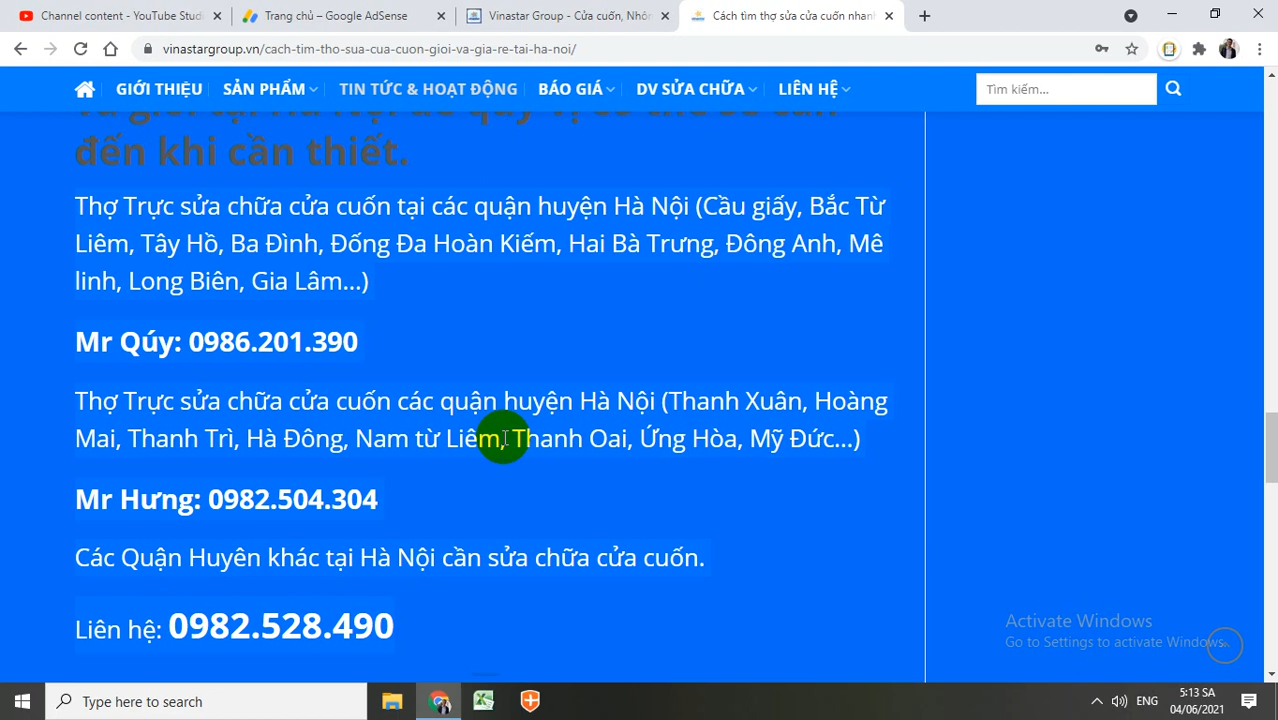 Channel content - YouTube Studi
Trang chủ – Google AdSense
Vinastar Group - Cửa cuốn, Nhôn
Cách tìm thợ sửa cửa cuốn nhanh
vinastargroup.vn/cach-tim-tho-sua-cua-cuon-gioi-va-gia-re-tai-ha-noi/
GIỚI THIỆU SẢN PHẨM TIN TỨC & HOẠT ĐỘNG BÁO GIÁ DV SỬA CHỮA LIÊN HỆ Tìm kiếm...
đến khi cần thiết.
Thợ Trực sửa chữa cửa cuốn tại các quận huyện Hà Nội (Cầu giấy, Bắc Từ
Liêm, Tây Hồ, Ba Đình, Đống Đa Hoàn Kiếm, Hai Bà Trưng, Đông Anh, Mê
linh, Long Biên, Gia Lâm...)
Mr Qúy: 0986.201.390
Thợ Trực sửa chữa cửa cuốn các quận huyện Hà Nội (Thanh Xuân, Hoàng
Mai, Thanh Trì, Hà Đông, Nam từ Liêm, Thanh Oai, Ứng Hòa, Mỹ Đức...)
Mr Hưng: 0982.504.304
Các Quận Huyên khác tại Hà Nội cần sửa chữa cửa cuốn.
Liên hệ: 0982.528.490
Activate Windows
Go to Settings to activate Windows.
Type here to search
ENG
5:13 SA
04/06/2021